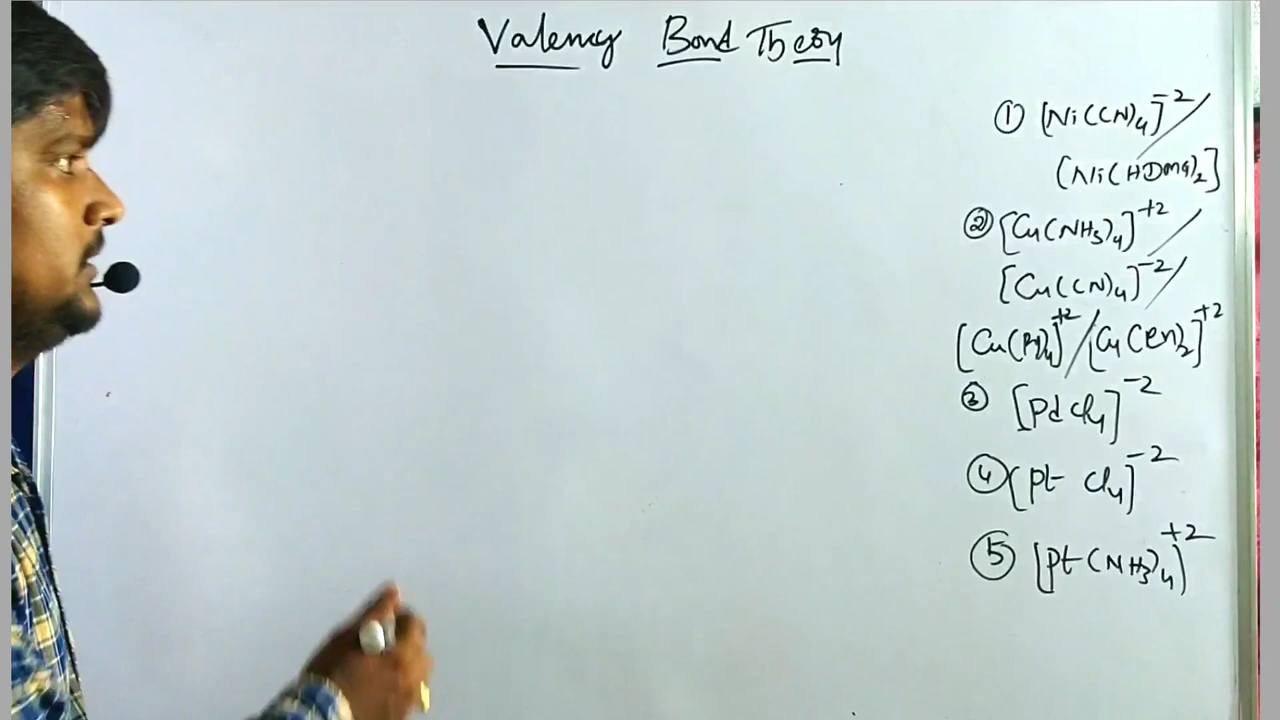 Valency Bond Theory
① [Ni(CN)4]-2 /
[Ni(HDMG)2]
② [Cu(NH3)4]+2 /
[Cu(CN)4]-2 /
[Cu(Py)4]+2 / [Cu(en)2]+2
③ [PdCl4]-2
④ [Pt Cl4]-2
⑤ [Pt(NH3)4]+2